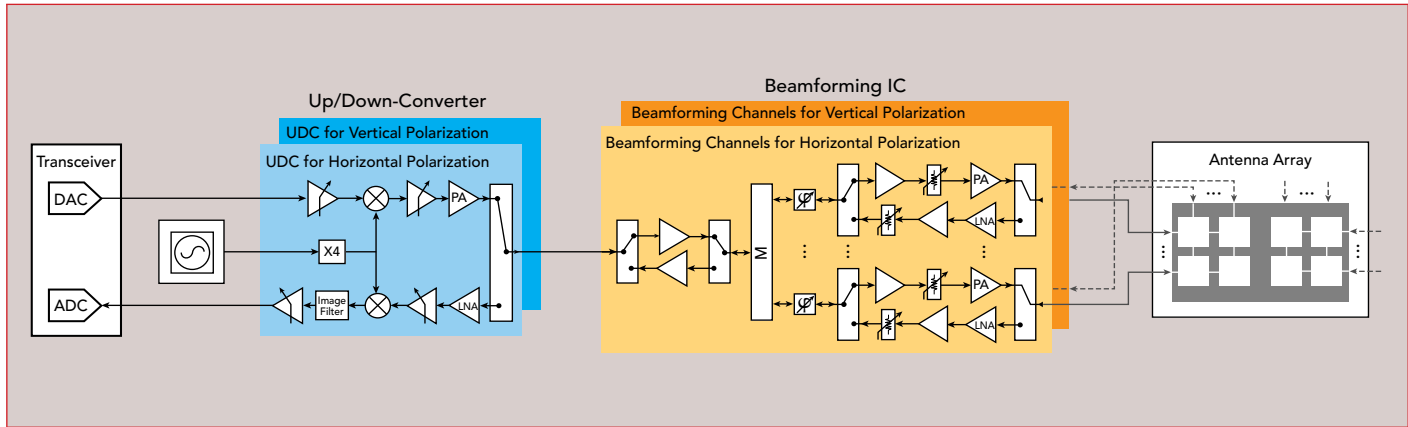 Up/Down-Converter
Beamforming IC
UDC for Vertical Polarization
Beamforming Channels for Vertical Polarization
UDC for Horizontal Polarization
Beamforming Channels for Horizontal Polarization
Transceiver
Antenna Array
DAC
PA
X4
ADC
Image
Filter
LNA
M
φ
PA
LNA
φ
PA
LNA